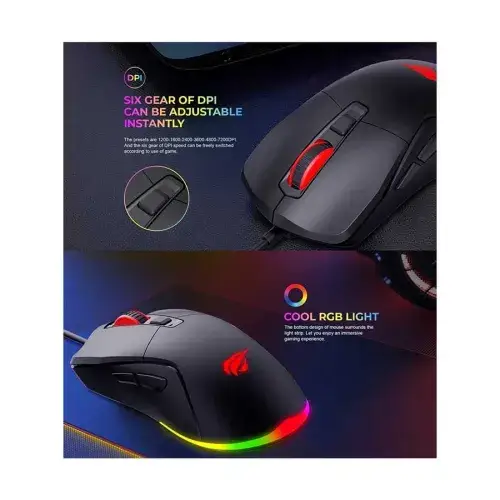 DPI
SIX GEAR OF DPI
CAN BE ADJUSTABLE
INSTANTLY
The presets are 1200-1600-2400-3600-4800-7200DPI.
And the six gear of DPI speed can be freely switched
according to use of game.
COOL RGB LIGHT
The bottom design of mouse surrounds the
light strip. Let you enjoy an immersive
gaming experience.